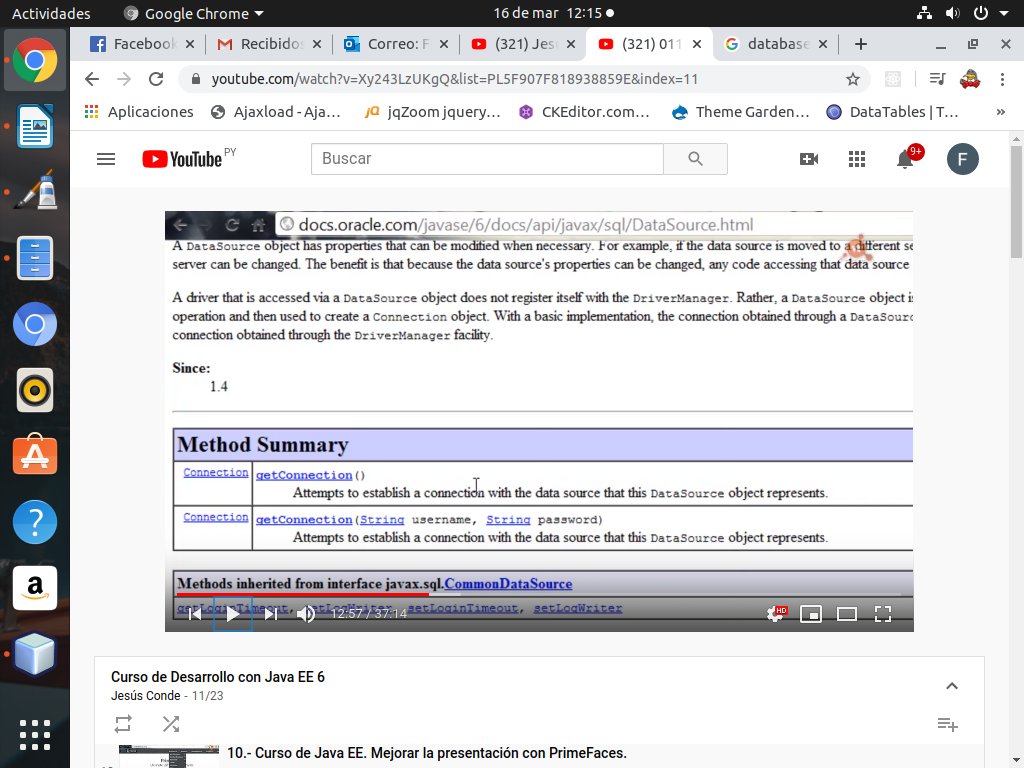 Actividades Google Chrome 16 de mar 12:15
Facebook Recibidos Correo: F (321) Jes (321) 011 database
youtube.com/watch?v=Xy243LzUKgQ&list=PL5F907F818938859E&index=11
Aplicaciones Ajaxload - Aja... jqZoom jquery... CKEditor.com... Theme Garden... DataTables | T... »
YouTube PY Buscar 9+ F
docs.oracle.com/javase/6/docs/api/javax/sql/DataSource.html
A DataSource object has properties that can be modified when necessary. For example, if the data source is moved to a different se
server can be changed. The benefit is that because the data source's properties can be changed, any code accessing that data source
A driver that is accessed via a DataSource object does not register itself with the DriverManager. Rather, a DataSource object is
operation and then used to create a Connection object. With a basic implementation, the connection obtained through a DataSourc
connection obtained through the DriverManager facility.
Since:
1.4
Method Summary
Connection getConnection()
Attempts to establish a connection with the data source that this DataSource object represents.
Connection getConnection(String username, String password)
Attempts to establish a connection with the data source that this DataSource object represents.
Methods inherited from interface javax.sql.CommonDataSource
getLoginTimeout, getLogWriter, setLoginTimeout, setLogWriter
12:57 / 37:14 HD
Curso de Desarrollo con Java EE 6
Jesús Conde - 11/23
10.- Curso de Java EE. Mejorar la presentación con PrimeFaces.